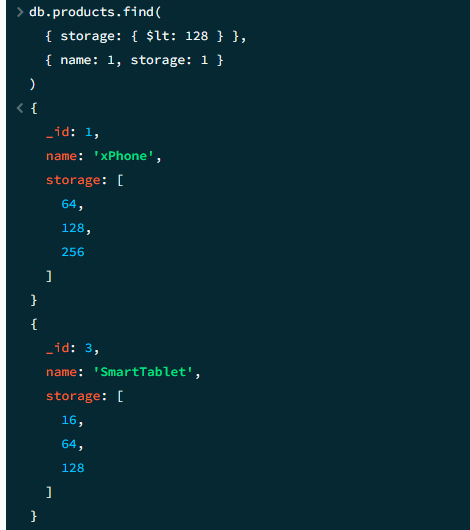 > db.products.find(
{ storage: { $lt: 128 } },
{ name: 1, storage: 1 }
)
< {
_id: 1,
name: 'xPhone',
storage: [
64,
128,
256
]
}
{
_id: 3,
name: 'SmartTablet',
storage: [
16,
64,
128
]
}